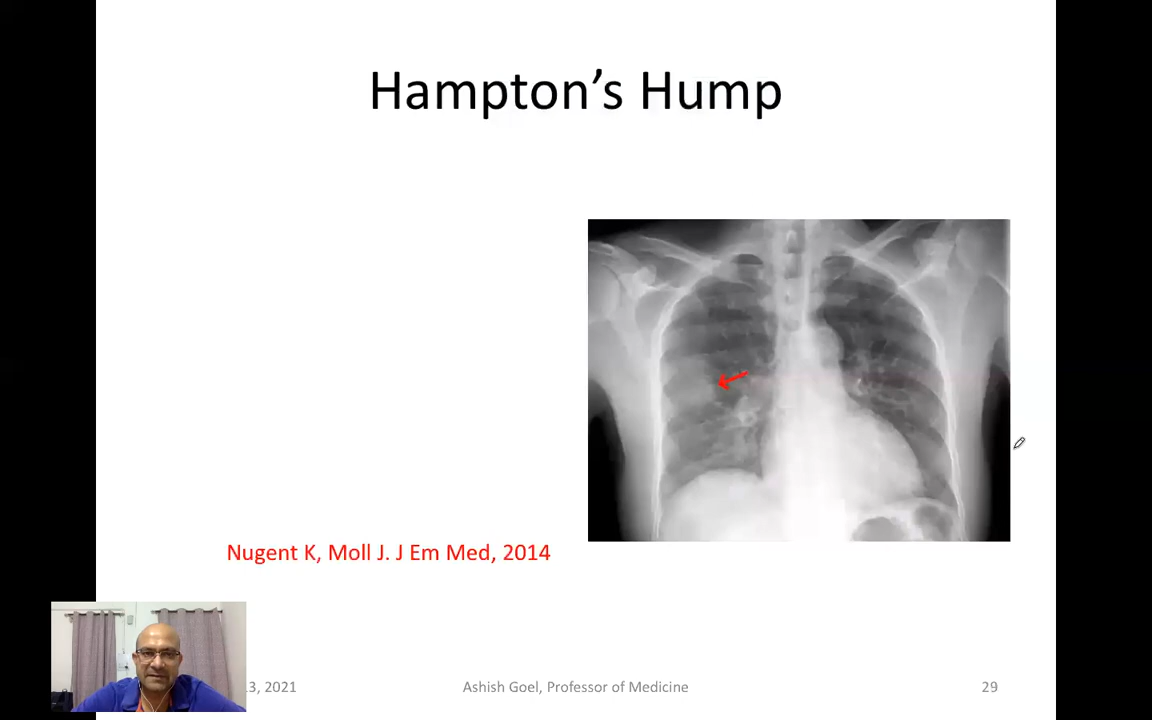 Hampton’s Hump
Nugent K, Moll J. J Em Med, 2014
3, 2021
Ashish Goel, Professor of Medicine
29